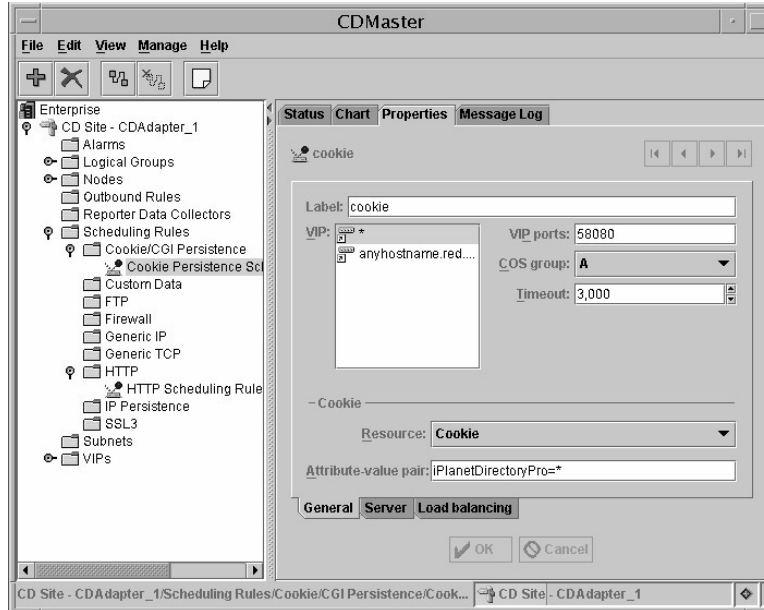 CDMaster
File Edit View Manage Help
Enterprise
CD Site - CDAdapter_1
Alarms
Logical Groups
Nodes
Outbound Rules
Reporter Data Collectors
Scheduling Rules
Cookie/CGI Persistence
Cookie Persistence Scl
Custom Data
FTP
Firewall
Generic IP
Generic TCP
HTTP
HTTP Scheduling Rule
IP Persistence
SSL3
Subnets
VIPs
Status Chart Properties Message Log
cookie
Label: cookie
VIP: *
anyhostname.red....
VIP ports: 58080
COS group: A
Timeout: 3,000
Cookie
Resource: Cookie
Attribute-value pair: iPlanetDirectoryPro=*
General Server Load balancing
OK Cancel
CD Site - CDAdapter_1/Scheduling Rules/Cookie/CGI Persistence/Cook... CD Site - CDAdapter_1